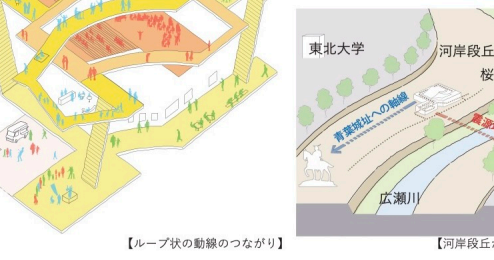 東北大学
河岸段丘
桜
青葉城址への軸線
広瀬川
【ループ状の動線のつながり】
【河岸段丘が